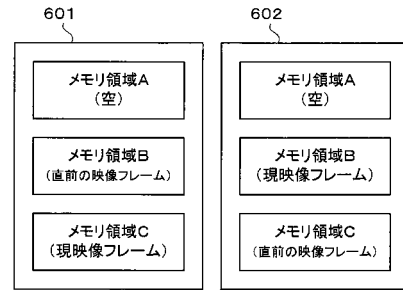 601
602
メモリ領域A
(空)
メモリ領域B
(直前の映像フレーム)
メモリ領域C
(現映像フレーム)
メモリ領域A
(空)
メモリ領域B
(現映像フレーム)
メモリ領域C
(直前の映像フレーム)